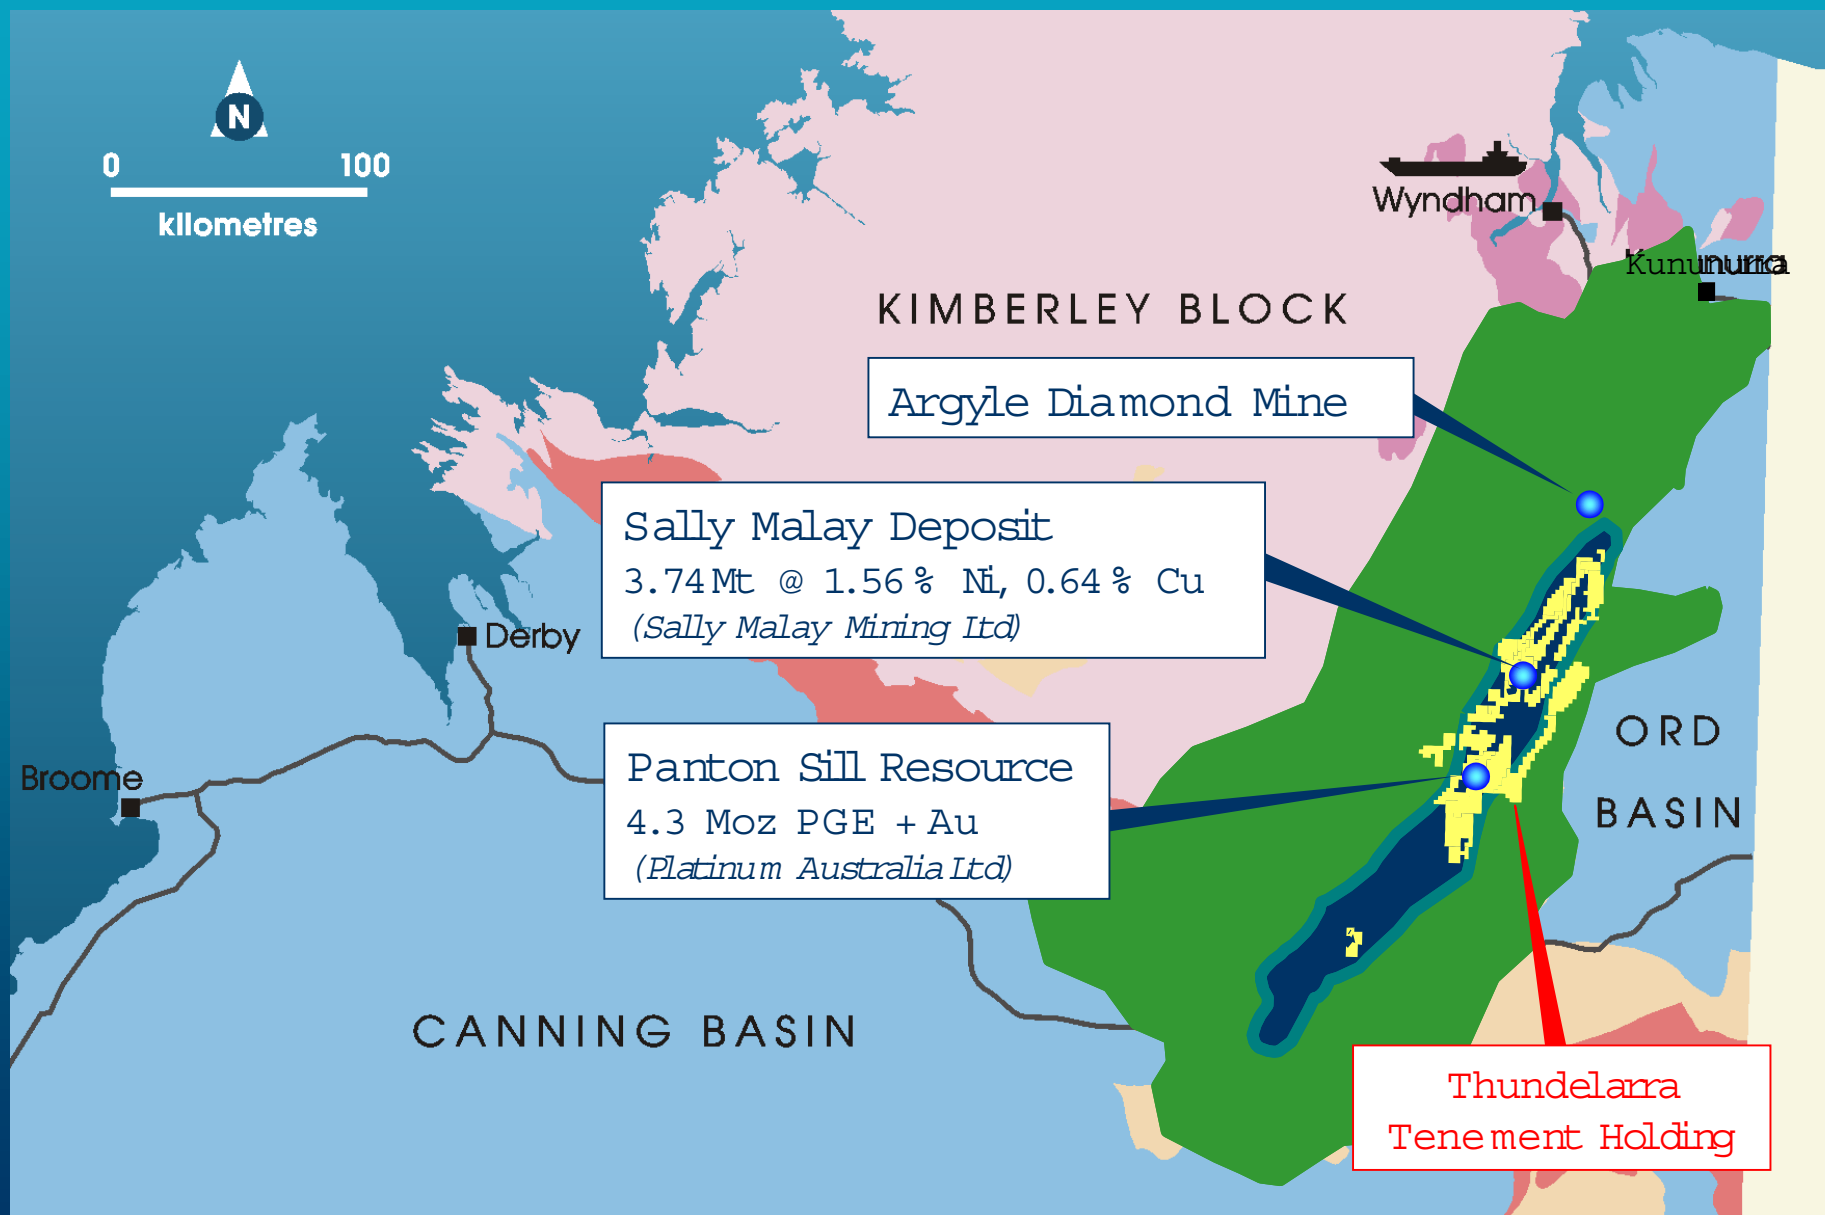 N
0 100
kilometres
Wyndham
Kununurra
KIMBERLEY BLOCK
Argyle Diamond Mine
Sally Malay Deposit
3.74 Mt @ 1.56 % Ni, 0.64 % Cu
(Sally Malay Mining Ltd)
Derby
Panton Sill Resource
4.3 Moz PGE + Au
(Platinum Australia Ltd)
Broome
ORD
BASIN
CANNING BASIN
Thundelarra
Tenement Holding